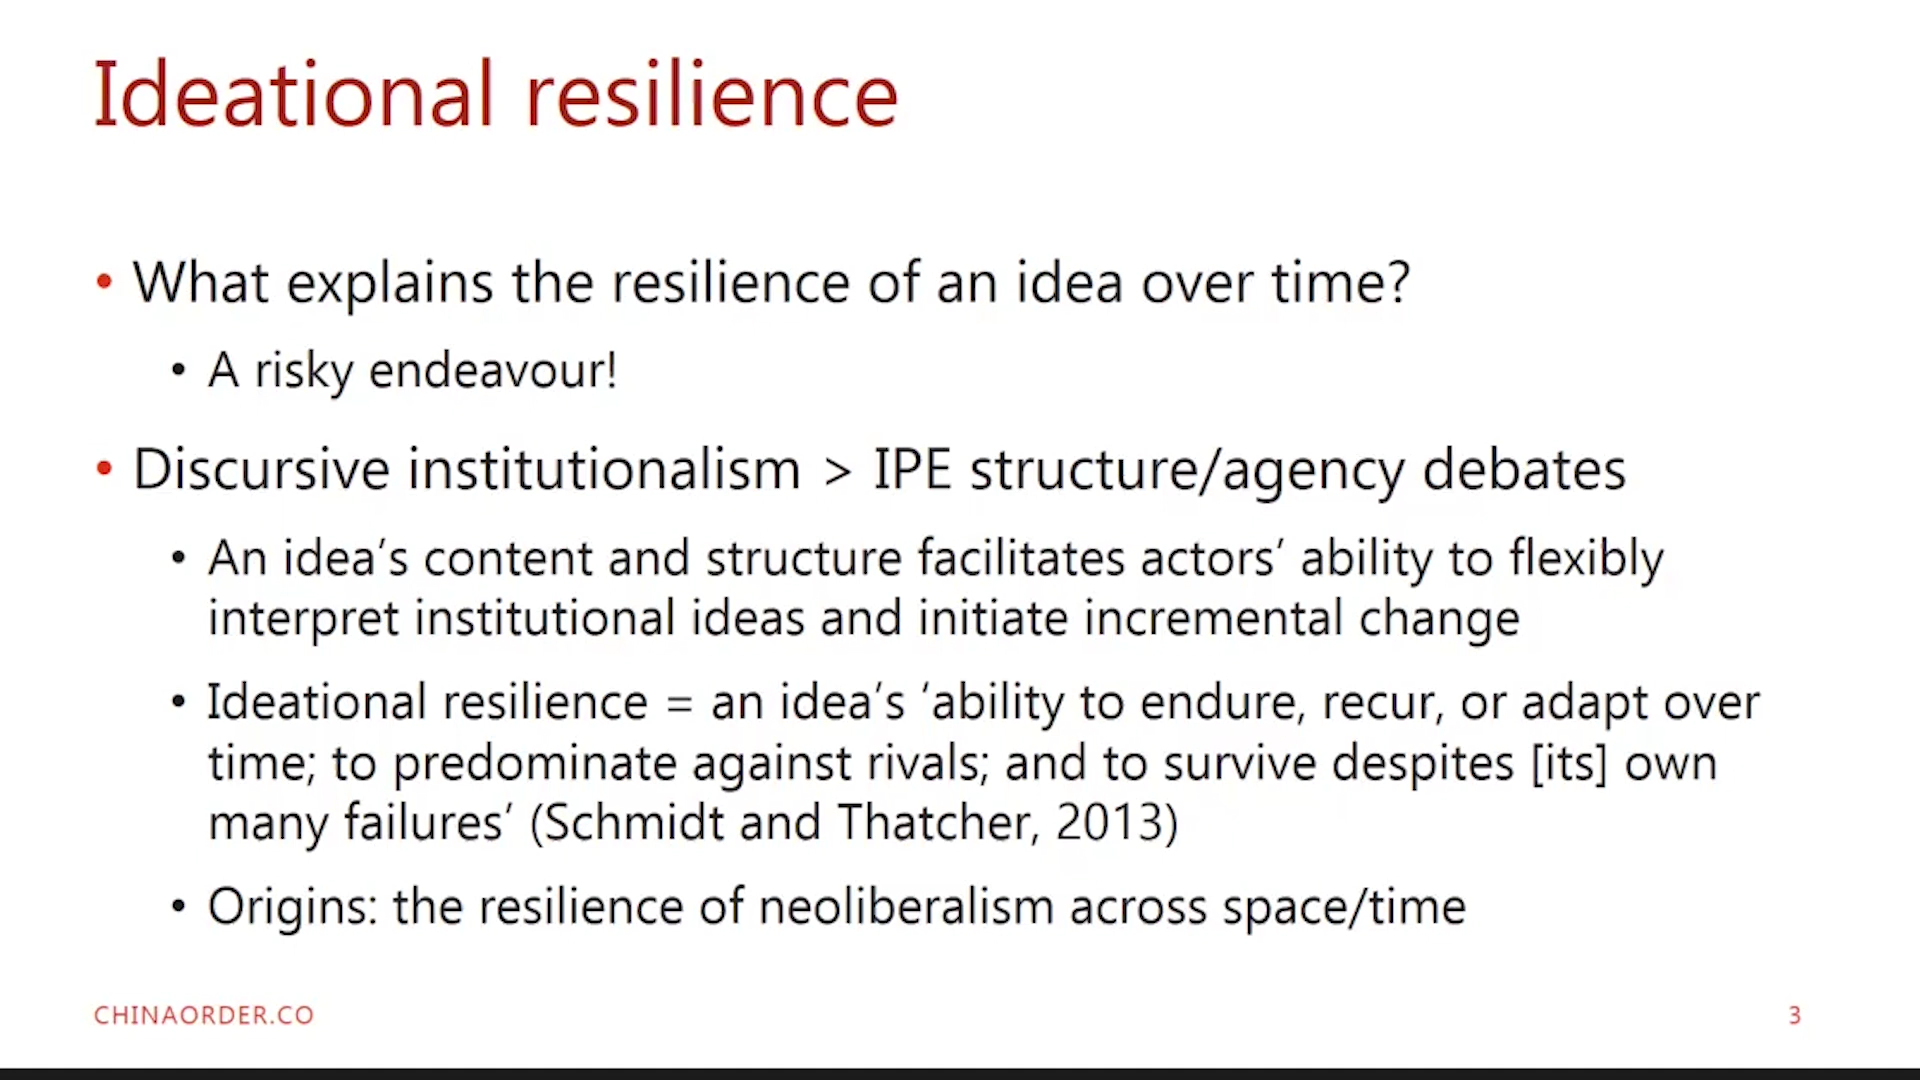 Ideational resilience
• What explains the resilience of an idea over time?
• A risky endeavour!
• Discursive institutionalism > IPE structure/agency debates
• An idea’s content and structure facilitates actors’ ability to flexibly
interpret institutional ideas and initiate incremental change
• Ideational resilience = an idea’s ‘ability to endure, recur, or adapt over
time; to predominate against rivals; and to survive despites [its] own
many failures’ (Schmidt and Thatcher, 2013)
• Origins: the resilience of neoliberalism across space/time
CHINAORDER.CO
3